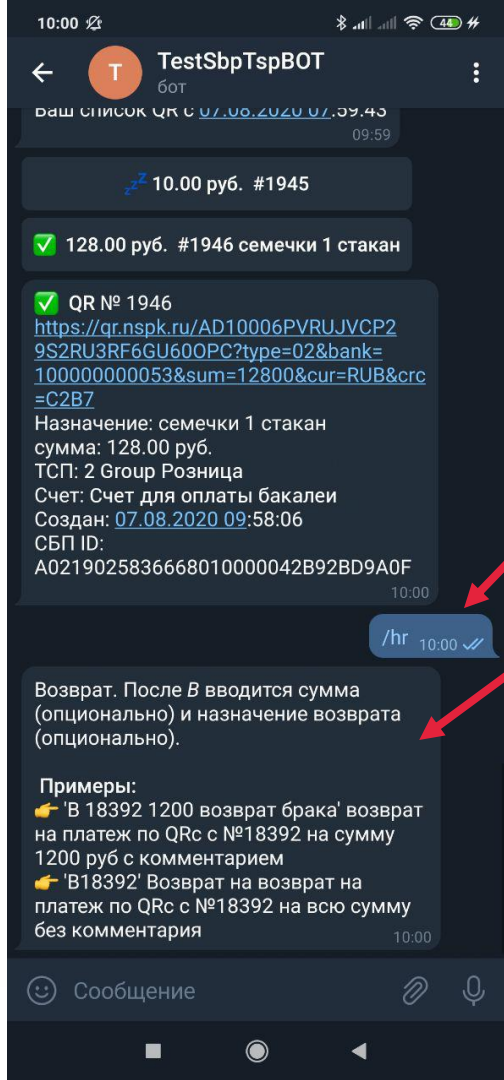 10:00 44
T TestSbpTspBOT
бот
Ваш список QR с 07.08.2020 07:59:43
09:59
zzZ 10.00 руб. #1945
128.00 руб. #1946 семечки 1 стакан
QR № 1946
https://qr.nspk.ru/AD10006PVRUJVCP2
9S2RU3RF6GU60OPC?type=02&bank=
100000000053&sum=12800&cur=RUB&crc
=C2B7
Назначение: семечки 1 стакан
сумма: 128.00 руб.
ТСП: 2 Group Розница
Счет: Счет для оплаты бакалеи
Создан: 07.08.2020 09:58:06
СБП ID:
A0219025836668010000042B92BD9A0F
10:00
/hr 10:00
Возврат. После В вводится сумма
(опционально) и назначение возврата
(опционально).
Примеры:
'В 18392 1200 возврат брака' возврат
на платеж по QRс с №18392 на сумму
1200 руб с комментарием
'В18392' Возврат на возврат на
платеж по QRс с №18392 на всю сумму
без комментария
10:00
Сообщение